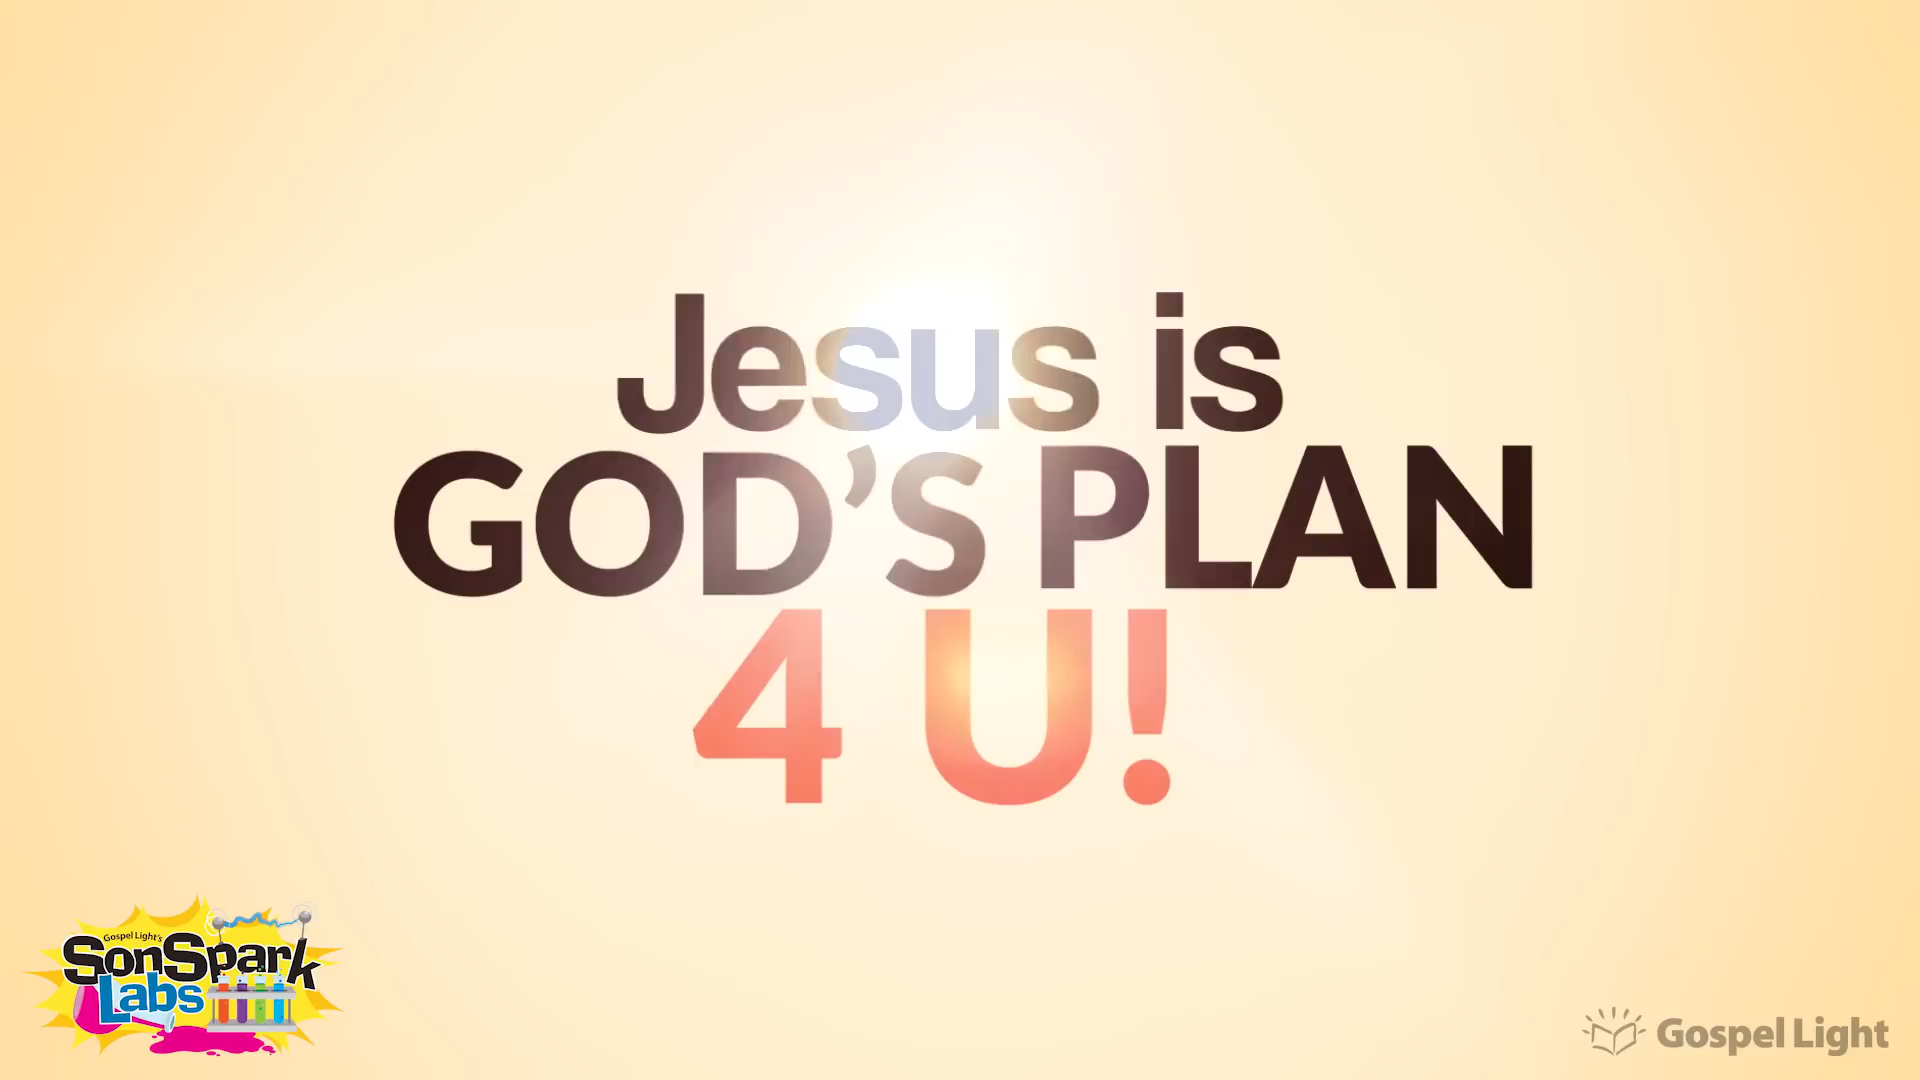 Jesus is
GOD'S PLAN
4 U!
Gospel Light's
SonSpark
Labs
Gospel Light